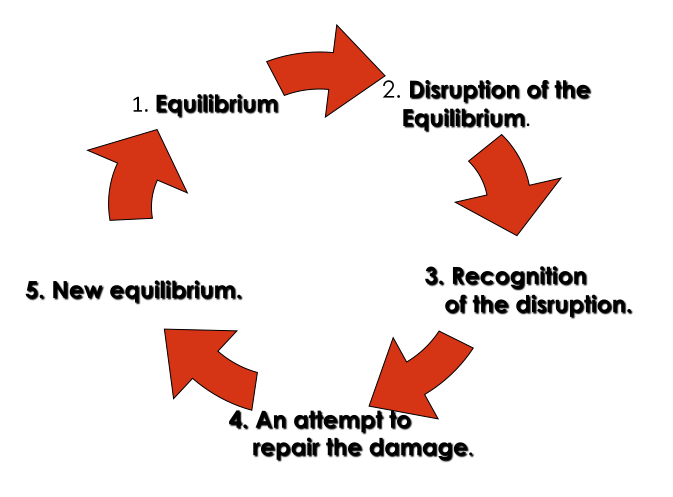 1. Equilibrium
2. Disruption of the
Equilibrium.
3. Recognition
of the disruption.
4. An attempt to
repair the damage.
5. New equilibrium.